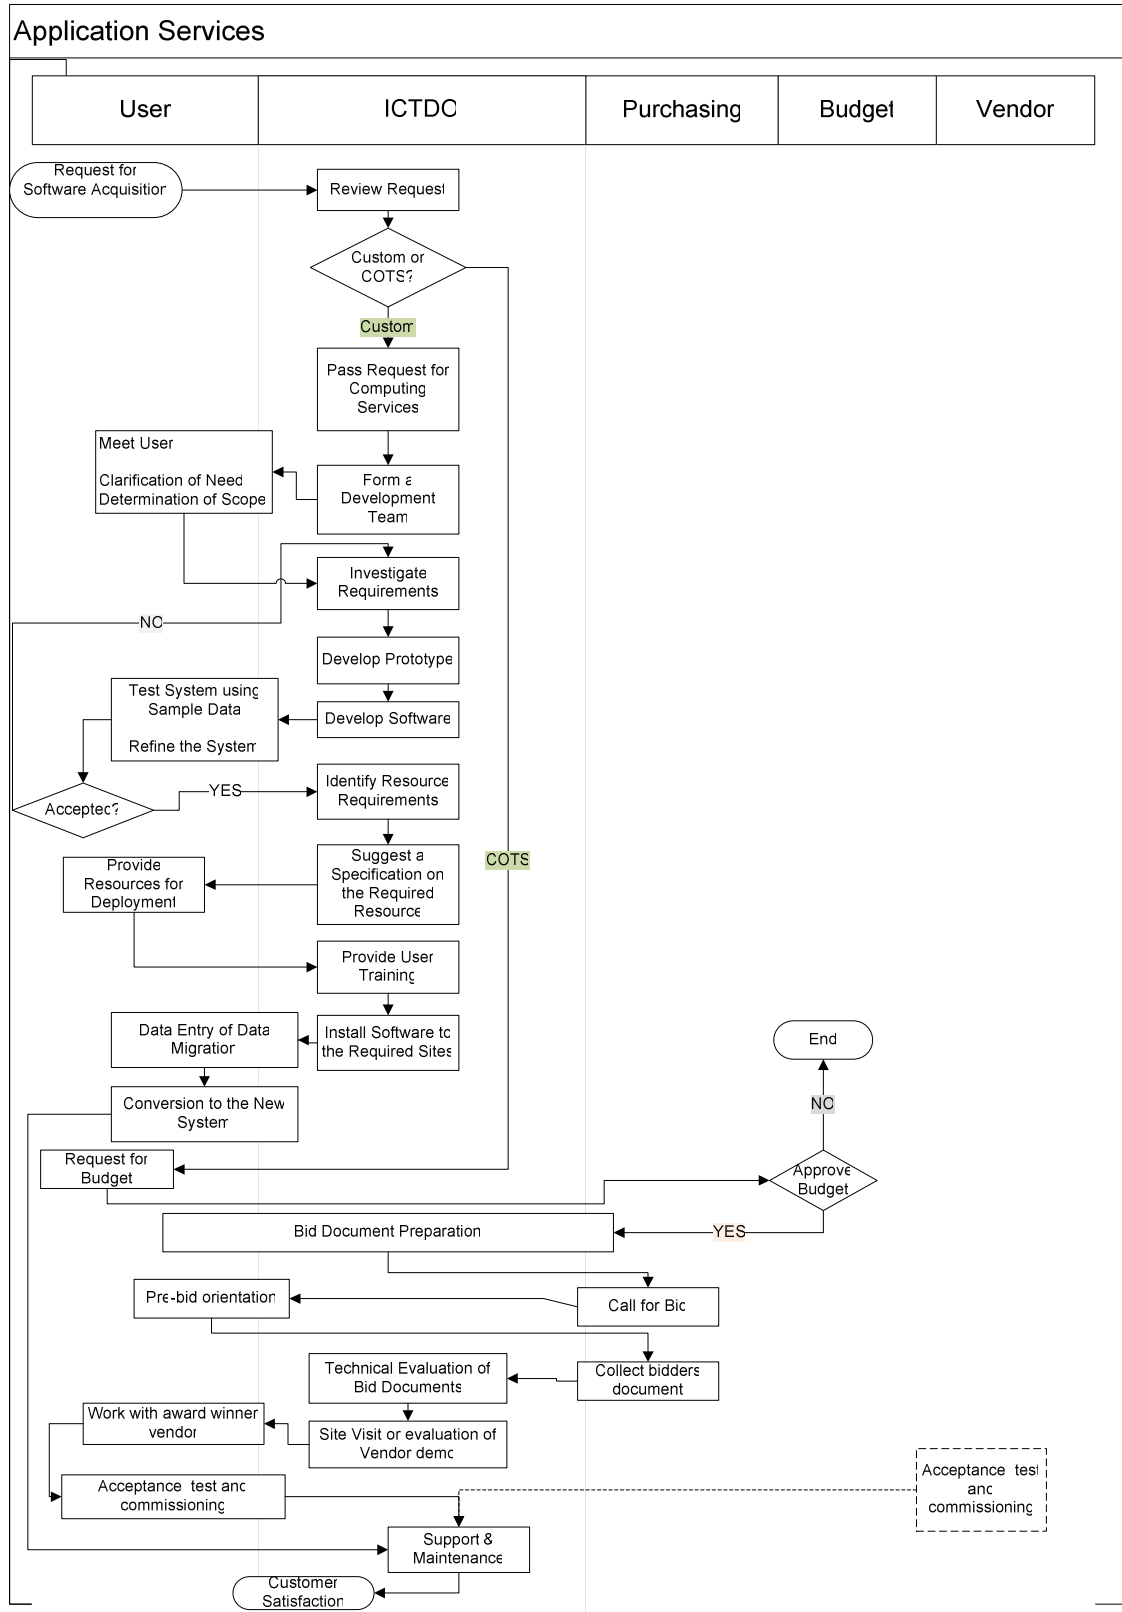 Application Services
User
ICTDO
Purchasing
Budget
Vendor
Request for
Software Acquisition
Review Request
Custom or
COTS?
Custom
Pass Request for
Computing
Services
Meet User
Clarification of Need
Determination of Scope
Form a
Development
Team
Investigate
Requirements
NO
Develop Prototype
Test System using
Sample Data
Refine the System
Develop Software
Accepted?
YES
Identify Resource
Requirements
COTS
Provide
Resources for
Deployment
Suggest a
Specification on
the Required
Resource
Provide User
Training
Data Entry of Data
Migration
Install Software to
the Required Sites
End
Conversion to the New
System
NO
Request for
Budget
Approve
Budget
Bid Document Preparation
YES
Pre-bid orientation
Call for Bid
Technical Evaluation of
Bid Documents
Collect bidders
document
Work with award winner
vendor
Site Visit or evaluation of
Vendor demo
Acceptance test and
commissioning
Acceptance test
and
commissioning
Support &
Maintenance
Customer
Satisfaction